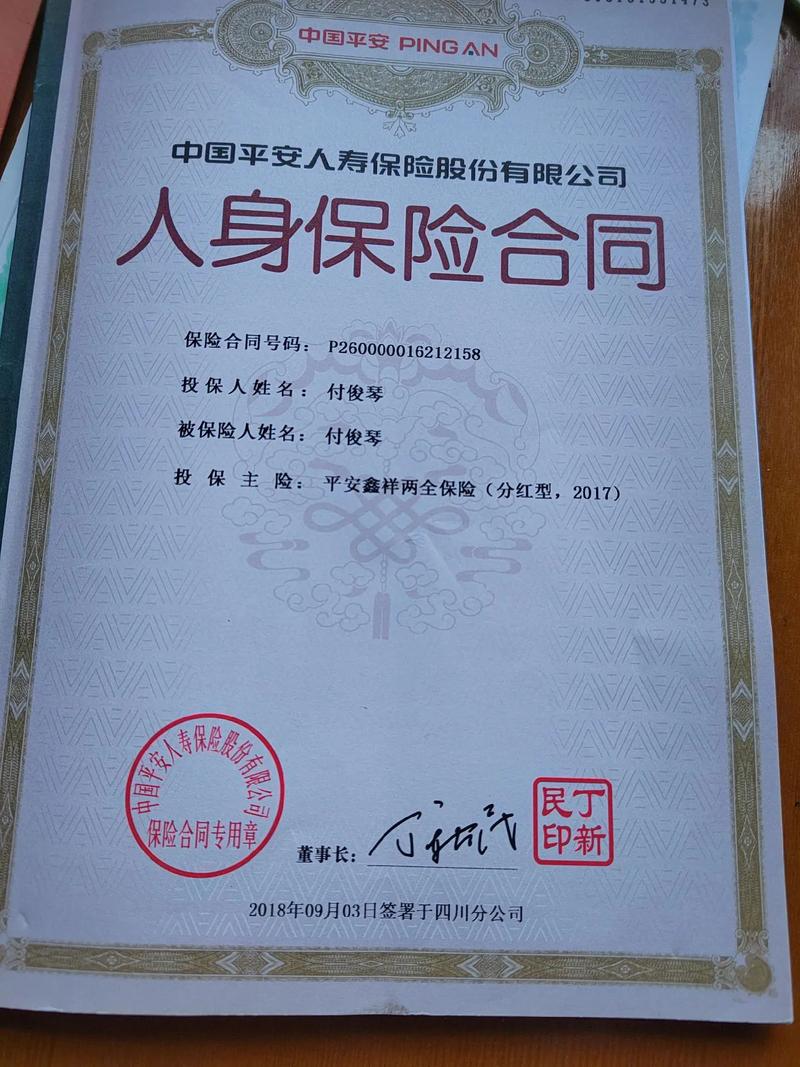 中国平安 PING AN
中国平安人寿保险股份有限公司
人身保险合同
保险合同号码： P260000016212158
投保人姓名： 付俊琴
被保险人姓名： 付俊琴
投保主险： 平安鑫祥两全保险（分红型，2017）
中国平安人寿保险股份有限公司
保险合同专用章
董事长：
丁新民印
2018年09月03日签署于四川分公司